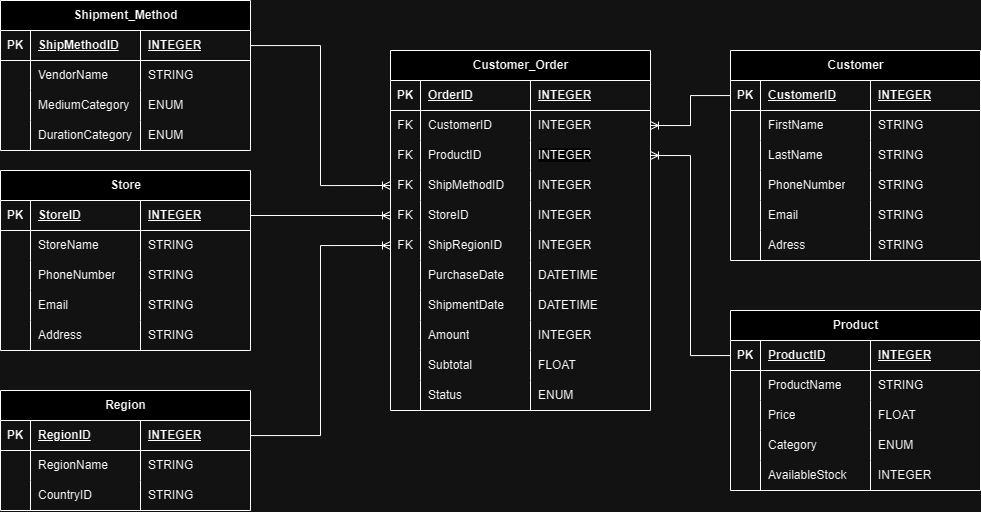 Shipment_Method
PK ShipMethodID INTEGER
VendorName STRING
MediumCategory ENUM
DurationCategory ENUM
Store
PK StoreID INTEGER
StoreName STRING
PhoneNumber STRING
Email STRING
Address STRING
Region
PK RegionID INTEGER
RegionName STRING
CountryID STRING
Customer_Order
PK OrderID INTEGER
FK CustomerID INTEGER
FK ProductID INTEGER
FK ShipMethodID INTEGER
FK StoreID INTEGER
FK ShipRegionID INTEGER
PurchaseDate DATETIME
ShipmentDate DATETIME
Amount INTEGER
Subtotal FLOAT
Status ENUM
Customer
PK CustomerID INTEGER
FirstName STRING
LastName STRING
PhoneNumber STRING
Email STRING
Adress STRING
Product
PK ProductID INTEGER
ProductName STRING
Price FLOAT
Category ENUM
AvailableStock INTEGER